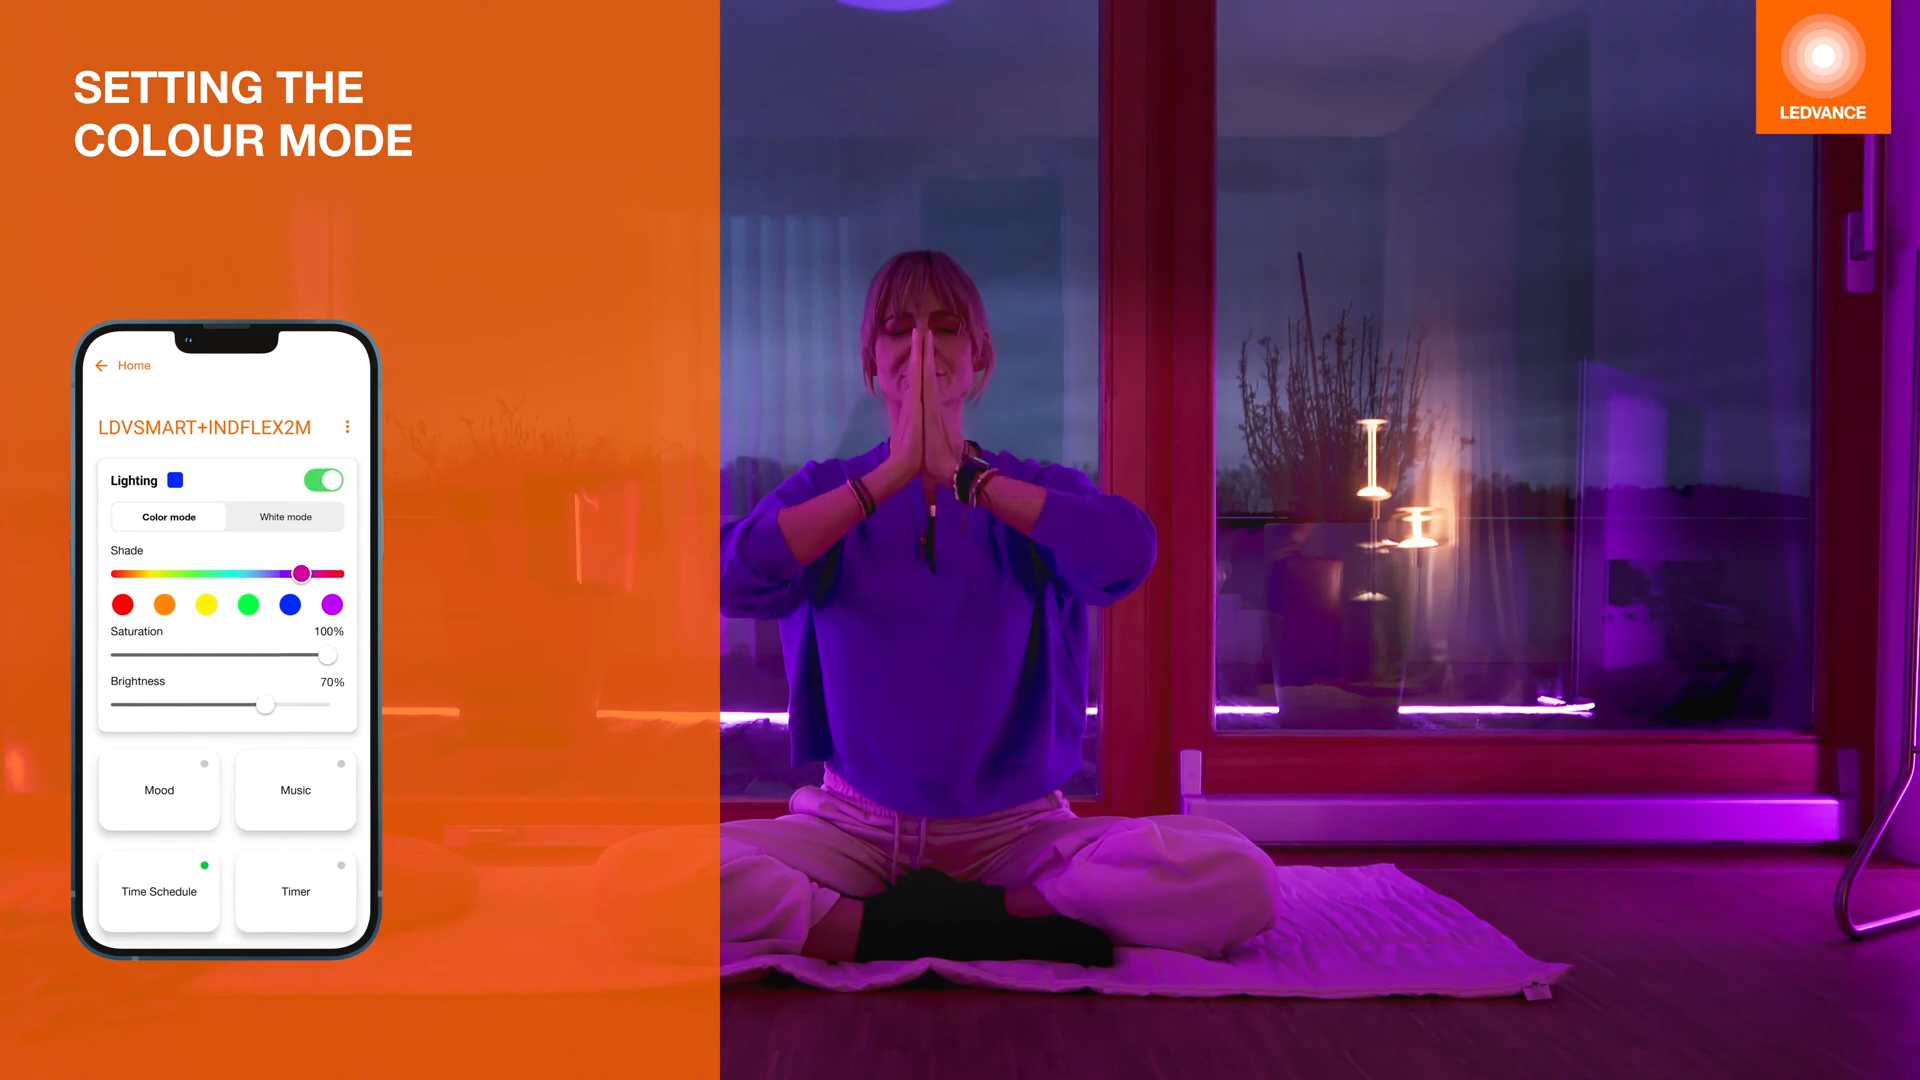 SETTING THE
COLOUR MODE
LEDVANCE
Home
LDVSMART+INDFLEX2M
Lighting
Color mode White mode
Shade
Saturation 100%
Brightness 70%
Mood Music
Time Schedule Timer